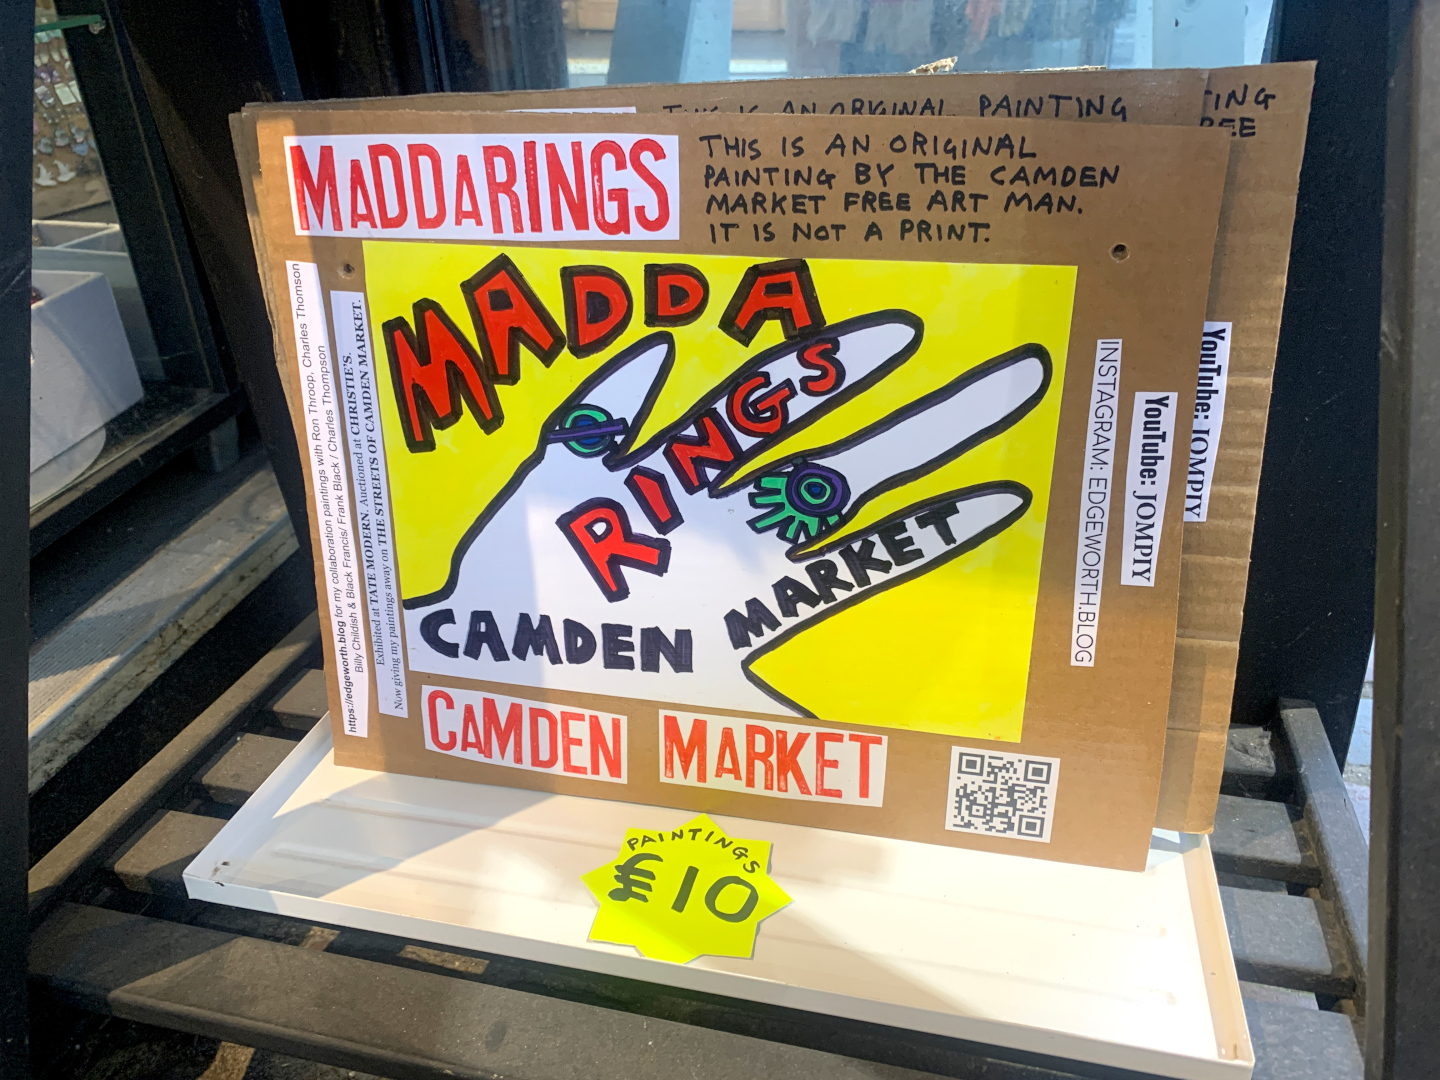 THIS IS AN ORIGINAL PAINTING
TING
REE
MADDARINGS
THIS IS AN ORIGINAL
PAINTING BY THE CAMDEN
MARKET FREE ART MAN.
IT IS NOT A PRINT.
https://edgeworth.blog for my collaboration paintings with Ron Throop, Charles Thomson
Billy Childish & Black Francis/ Frank Black / Charles Thompson
Exhibited at TATE MODERN. Auctioned at CHRISTIE'S.
Now giving my paintings away on THE STREETS OF CAMDEN MARKET.
MADDA
RINGS
CAMDEN MARKET
INSTAGRAM: EDGEWORTH.BLOG
YouTube: JOMPIY
YouTube: JOMPIY
CAMDEN MARKET
PAINTINGS
£10